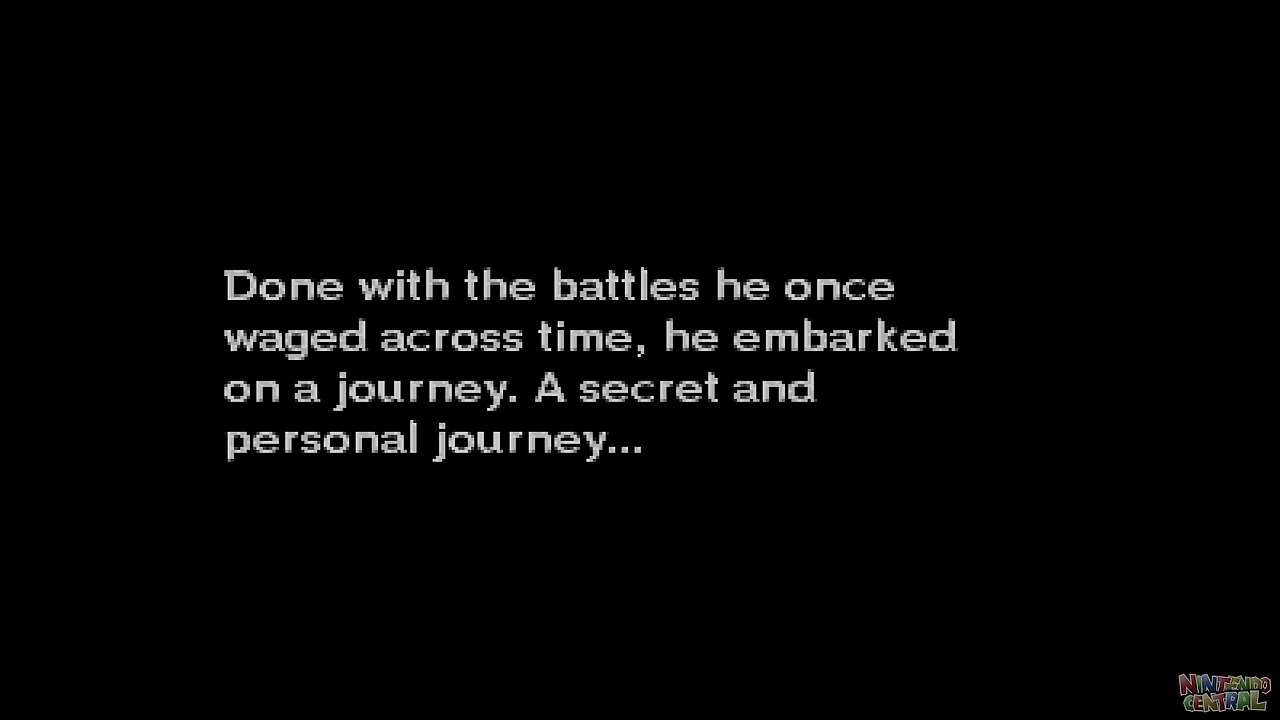 Done with the battles he once
waged across time, he embarked
on a journey. A secret and
personal journey...
NINTENDO
CENTRAL